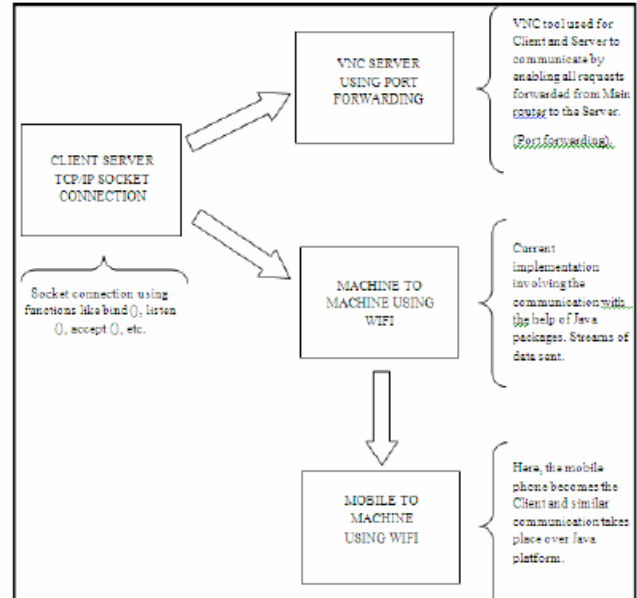 VNC SERVER
USING PORT
FORWARDING
VNC tool used for
Client and Server to
communicate by
enabling all requests
forwarded from Main
router to the Server.
(Port forwarding).
CLIENT SERVER
TCP/IP SOCKET
CONNECTION
Socket connection using
functions like bind (), listen
(), accept (), etc.
MACHINE TO
MACHINE USING
WIFI
Current
implementation
involving the
communication with
the help of Java
packages. Streams of
data sent.
MOBILE TO
MACHINE
USING WIFI
Here, the mobile
phone becomes the
Client and similar
communication takes
place over Java
platform.